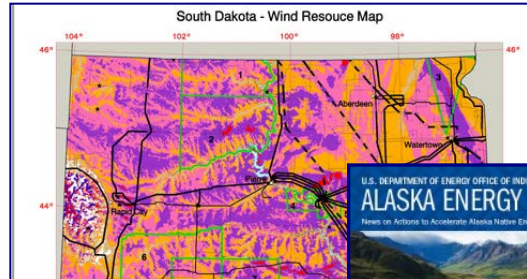 South Dakota - Wind Resouce Map
104° 102° 100° 98°
46° 46°
1 3
Aberdeen
2 Watertown
Pierre
44° Rapid City
6
U.S. DEPARTMENT OF ENERGY OFFICE OF INDI
ALASKA ENERGY
News on Actions to Accelerate Alaska Native En